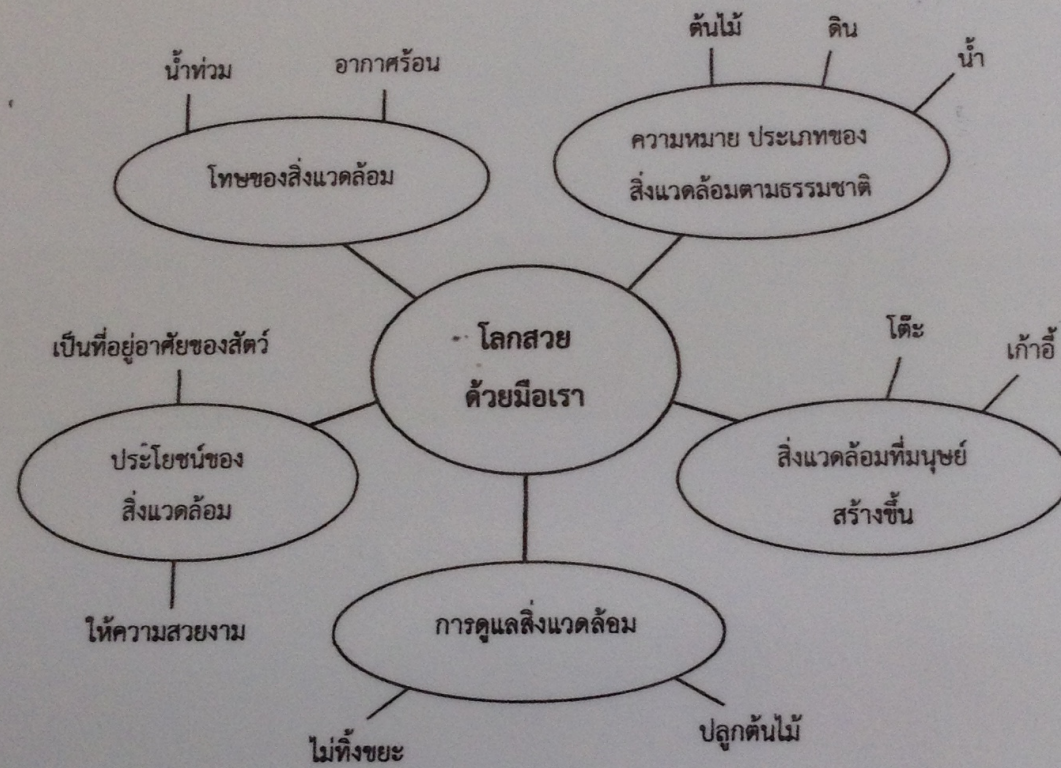 น้ำท่วม
อากาศร้อน
โทษของสิ่งแวดล้อม
ต้นไม้
ดิน
น้ำ
ความหมาย ประเภทของ
สิ่งแวดล้อมตามธรรมชาติ
โลกสวย
ด้วยมือเรา
เป็นที่อยู่อาศัยของสัตว์
ประโยชน์ของ
สิ่งแวดล้อม
ให้ความสวยงาม
โต๊ะ
เก้าอี้
สิ่งแวดล้อมที่มนุษย์
สร้างขึ้น
การดูแลสิ่งแวดล้อม
ไม่ทิ้งขยะ
ปลูกต้นไม้